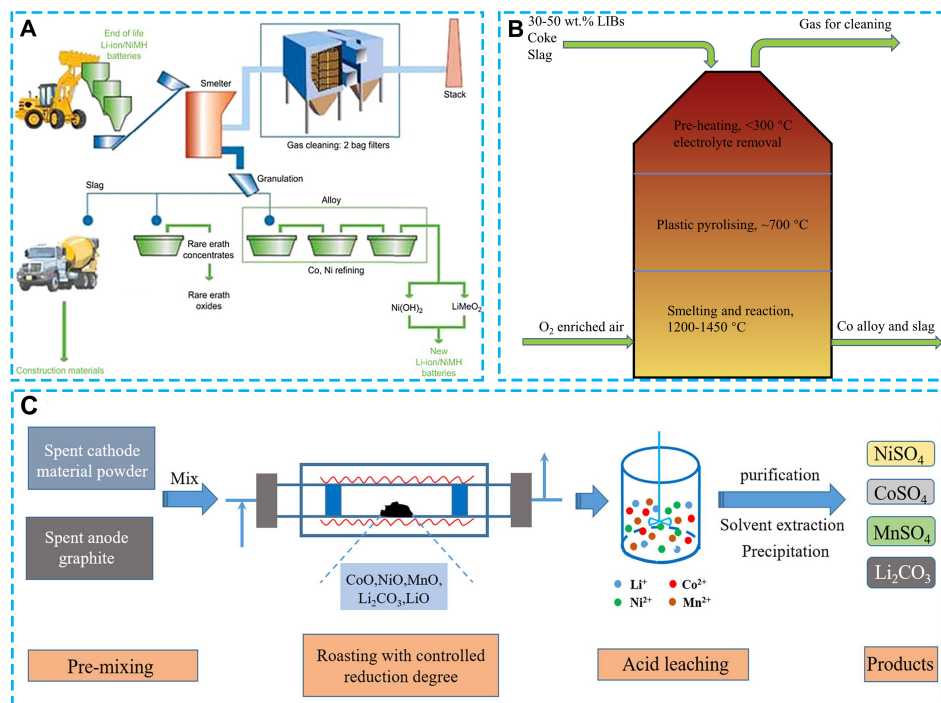 A
End of life
Li-ion/NiMH
batteries
Smelter
Stack
Gas cleaning: 2 bag filters
Granulation
Slag
Alloy
Rare erath
concentrates
Co, Ni refining
Rare erath
oxides
Ni(OH)₂
LiMeO₂
New
Li-ion/NiMH
batteries
Construction materials
B
30-50 wt.% LIBs
Coke
Slag
Gas for cleaning
Pre-heating, <300 °C
electrolyte removal
Plastic pyrolising, ~700 °C
Smelting and reaction,
1200-1450 °C
O₂ enriched air
Co alloy and slag
C
Spent cathode
material powder
Spent anode
graphite
Mix
CoO,NiO,MnO,
Li₂CO₃,LiO
Li⁺
Co²⁺
Ni²⁺
Mn²⁺
purification
Solvent extraction
Precipitation
NiSO₄
CoSO₄
MnSO₄
Li₂CO₃
Pre-mixing
Roasting with controlled
reduction degree
Acid leaching
Products